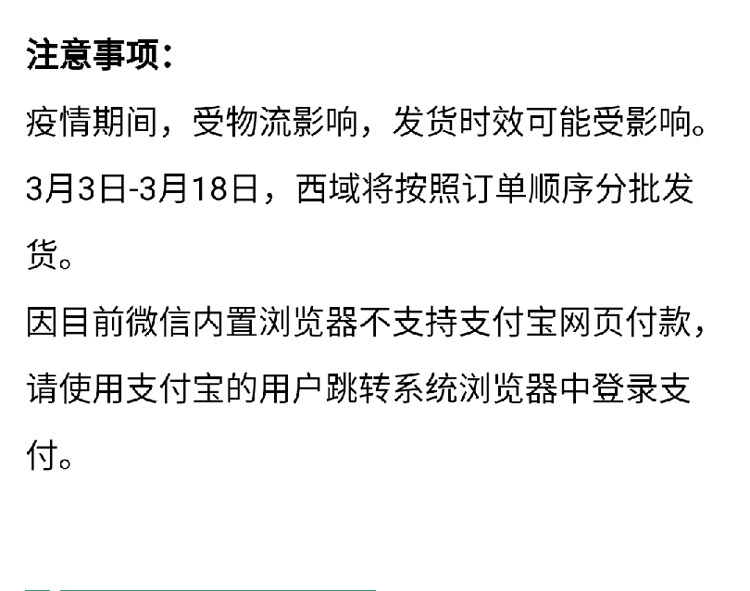 注意事项：
疫情期间，受物流影响，发货时效可能受影响。
3月3日-3月18日，西域将按照订单顺序分批发
货。
因目前微信内置浏览器不支持支付宝网页付款，
请使用支付宝的用户跳转系统浏览器中登录支
付。